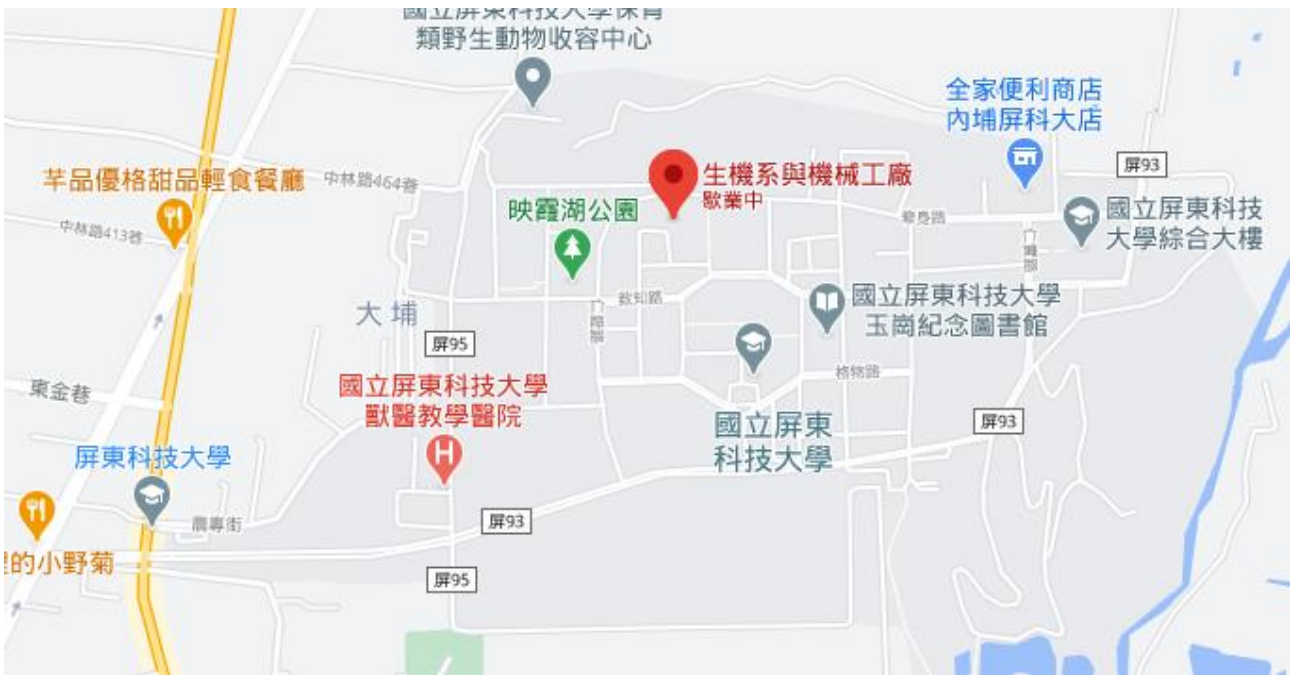 國立屏東科技大學保育
類野生動物收容中心
全家便利商店
內埔屏科大店
屏93
生機系與機械工廠
歇業中
芊品優格甜品輕食餐廳
中林路464巷
中林路413巷
映霞湖公園
國立屏東科技
大學綜合大樓
大埔
國立屏東科技大學
玉崗紀念圖書館
屏95
東金巷
國立屏東科技大學
獸醫教學醫院
格物路
屏93
國立屏東
科技大學
屏東科技大學
農專街
屏93
的小野菊
屏95